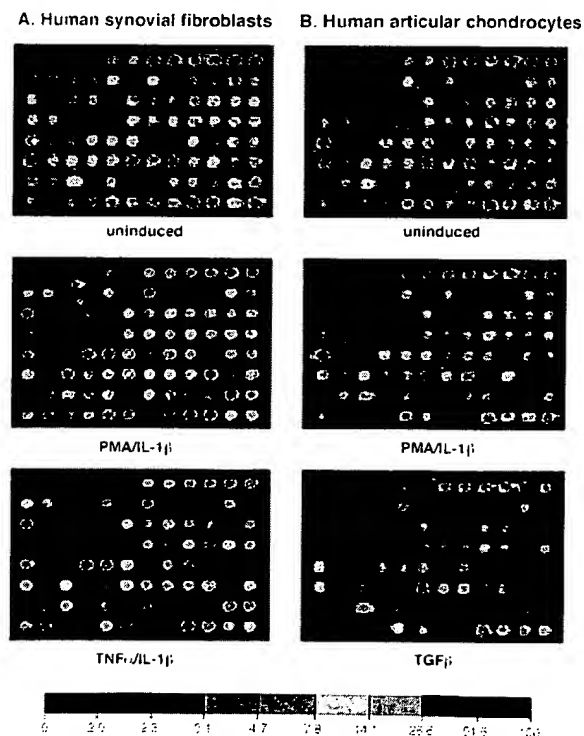 A. Human synovial fibroblasts
B. Human articular chondrocytes
uninduced
uninduced
PMA/IL-1β
PMA/IL-1β
TNFα/IL-1β
TGFβ